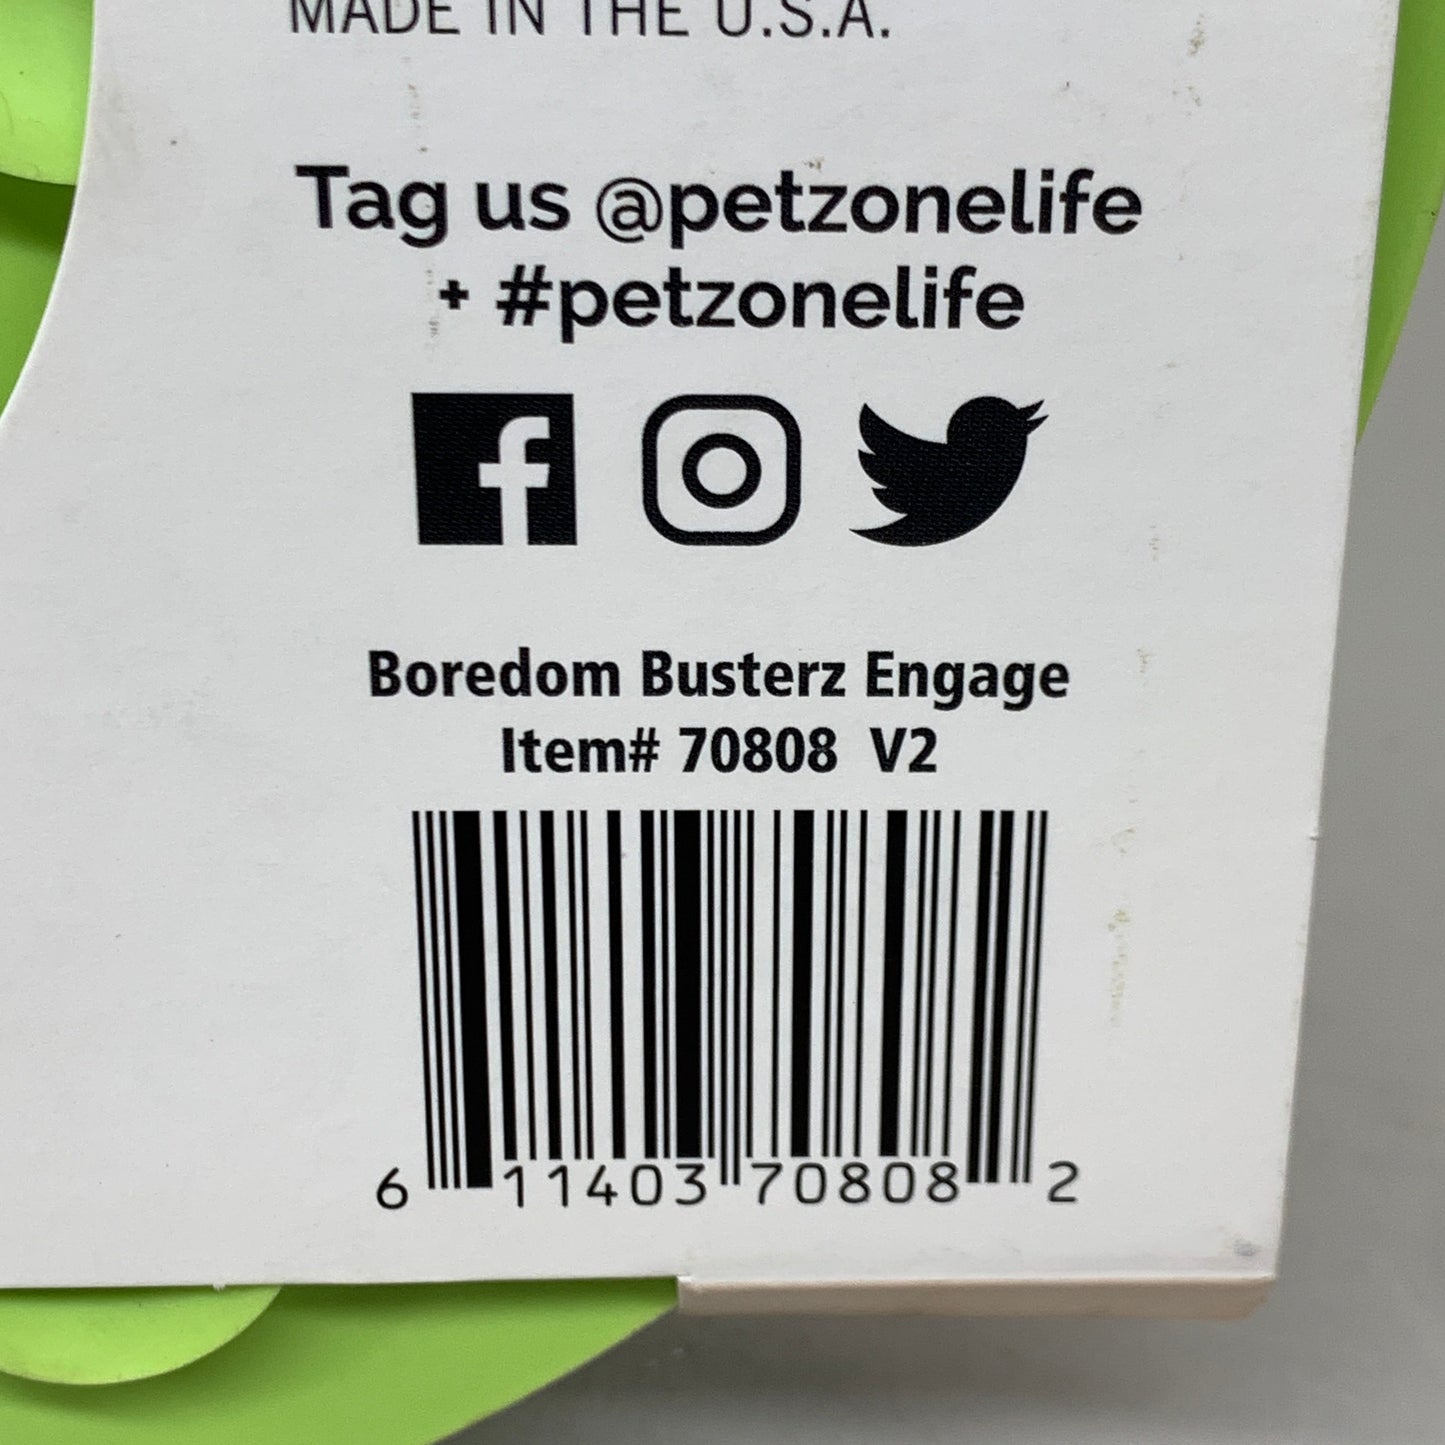 MADE IN THE U.S.A.
Tag us @petzonelife
+ #petzonelife
Boredom Busterz Engage
Item# 70808 V2
6 11403 70808 2